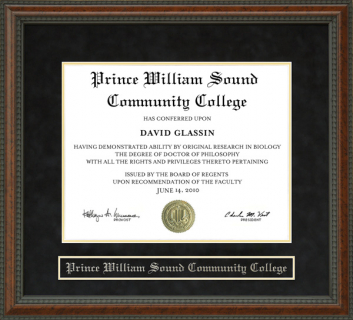 Prince William Sound
Community College
HAS CONFERRED UPON
DAVID GLASSIN
HAVING DEMONSTRATED ABILITY BY ORIGINAL RESEARCH IN BIOLOGY
THE DEGREE OF DOCTOR OF PHILOSOPHY
WITH ALL THE RIGHTS AND PRIVILEGES THERETO PERTAINING
ISSUED BY THE BOARD OF REGENTS
UPON RECOMMENDATION OF THE FACULTY
JUNE 14, 2010
PROVOST
PRESIDENT
Prince William Sound Community College